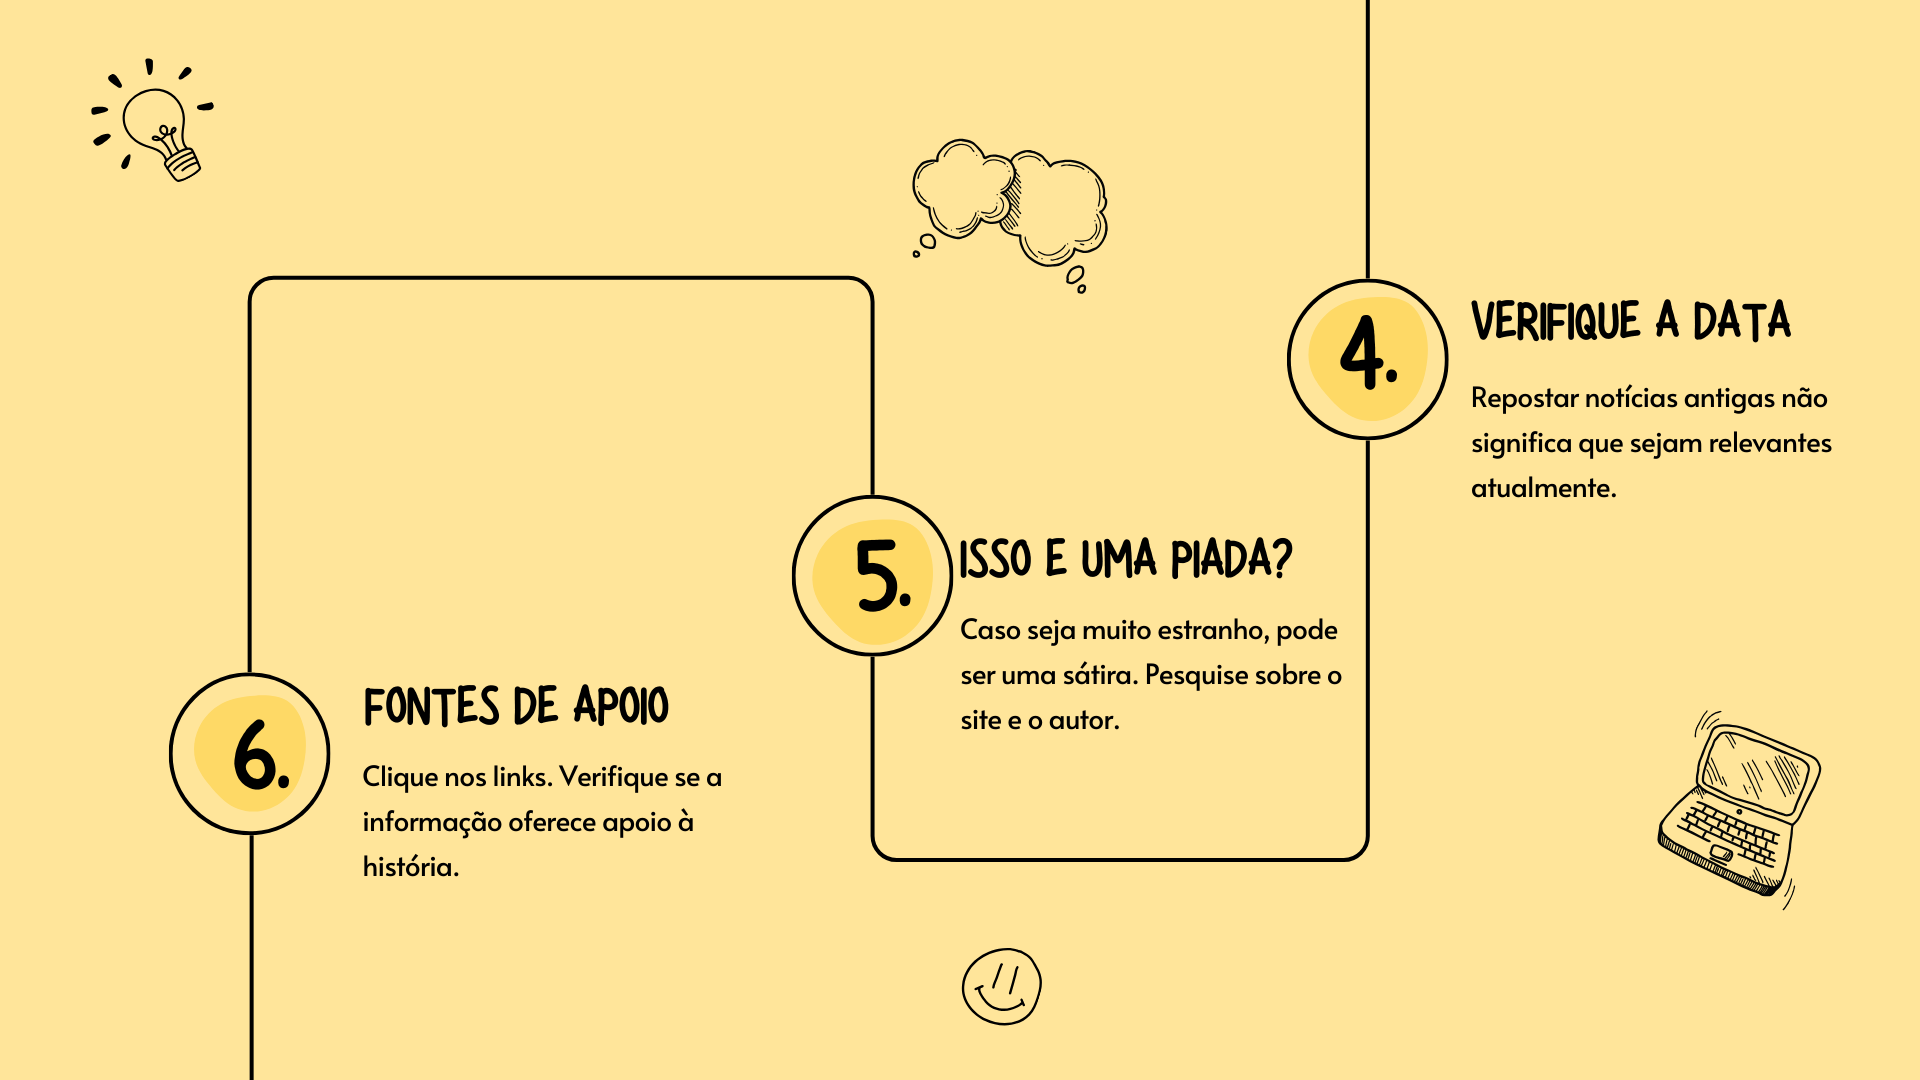 4.
VERIFIQUE A DATA
Repostar notícias antigas não
significa que sejam relevantes
atualmente.
5.
ISSO E UMA PIADA?
Caso seja muito estranho, pode
ser uma sátira. Pesquise sobre o
site e o autor.
6.
FONTES DE APOIO
Clique nos links. Verifique se a
informação oferece apoio à
história.